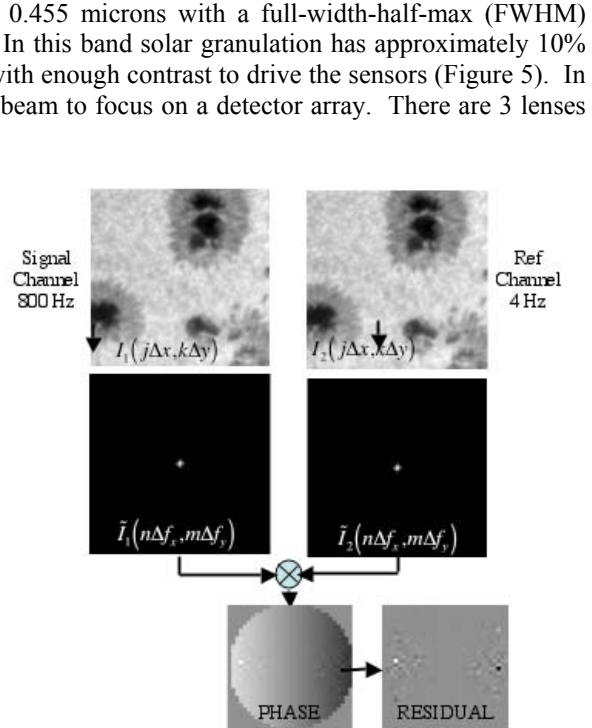 0.455 microns with a full-width-half-max (FWHM)
In this band solar granulation has approximately 10%
with enough contrast to drive the sensors (Figure 5). In
beam to focus on a detector array. There are 3 lenses
Signal
Channel
800 Hz
Ref
Channel
4 Hz
I₁(jΔx,kΔy)
I₂(jΔx,kΔy)
Ĩ₁(nΔfₓ,mΔf_y)
Ĩ₂(nΔfₓ,mΔf_y)
PHASE
RESIDUAL